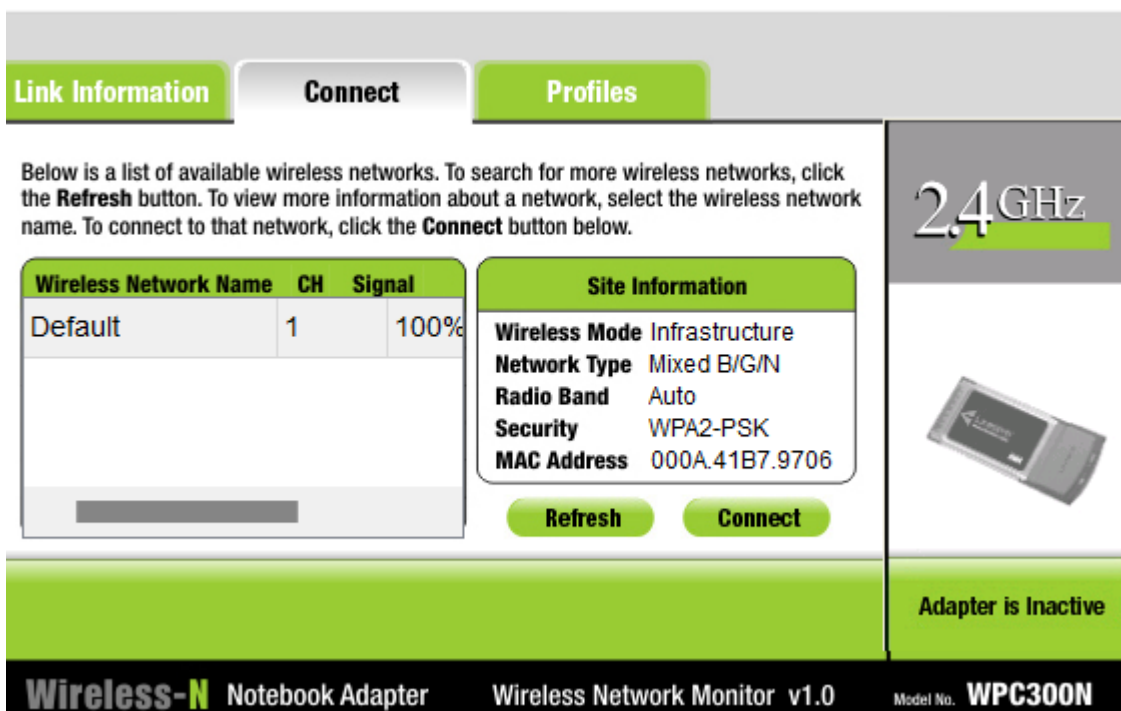 Link Information
Connect
Profiles
Below is a list of available wireless networks. To search for more wireless networks, click
the Refresh button. To view more information about a network, select the wireless network
name. To connect to that network, click the Connect button below.
2.4GHz
Wireless Network Name CH Signal
Default 1 100%
Site Information
Wireless Mode Infrastructure
Network Type Mixed B/G/N
Radio Band Auto
Security WPA2-PSK
MAC Address 000A.41B7.9706
Refresh
Connect
LINKSYS
Adapter is Inactive
Wireless-N Notebook Adapter Wireless Network Monitor v1.0 Model No. WPC300N